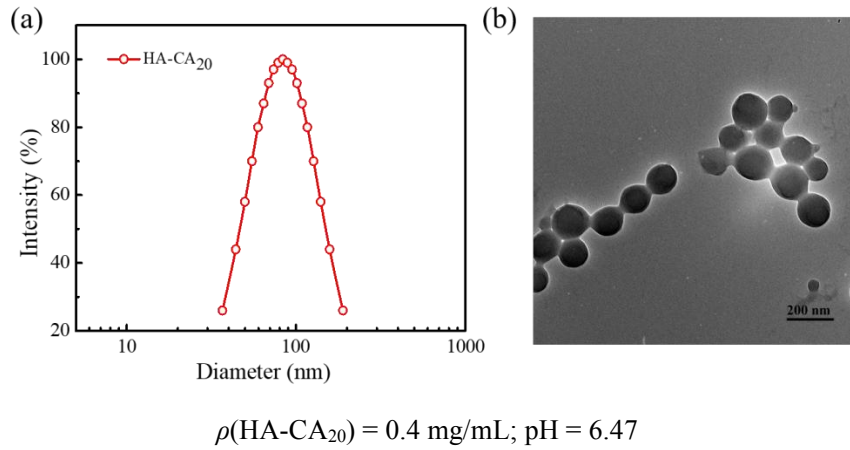 (a)
HA-CA₂₀
Intensity (%)
100
80
60
40
20
10
100
1000
Diameter (nm)
(b)
200 nm
ρ(HA-CA₂₀) = 0.4 mg/mL; pH = 6.47